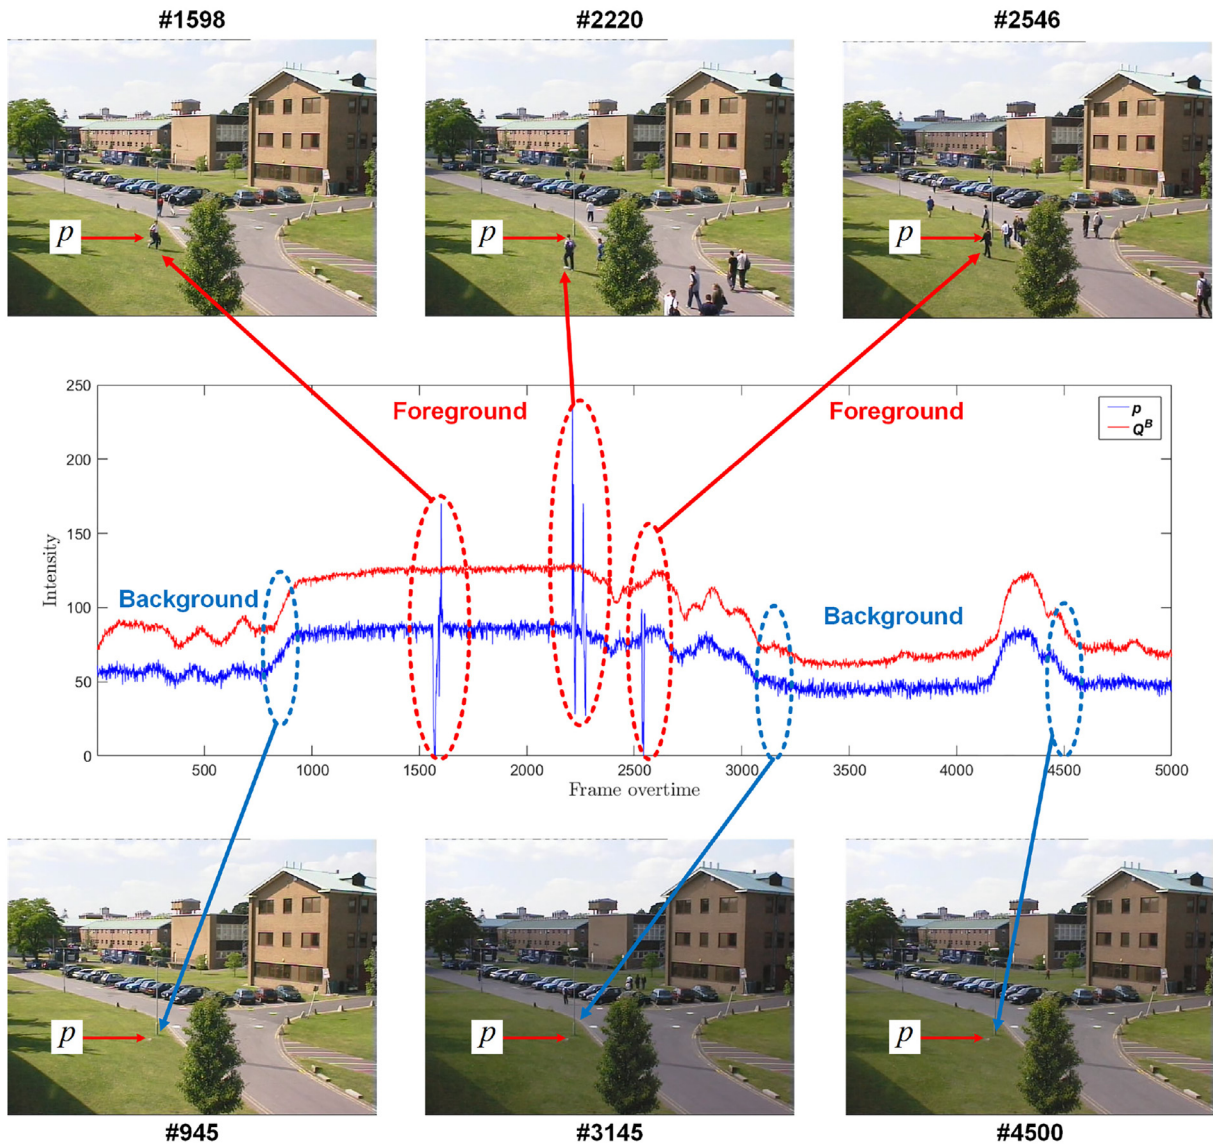 #1598 #2220 #2546
p p p
250
200
150
100
50
0
Intensity
Foreground Foreground
p
Q^B
Background Background
500 1000 1500 2000 2500 3000 3500 4000 4500 5000
Frame overtime
p p p
#945 #3145 #4500